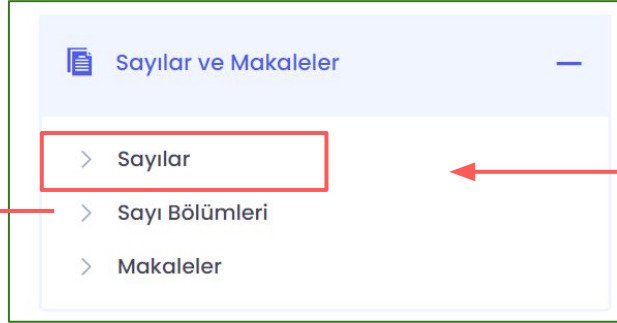 Sayılar ve Makaleler
Sayılar
Sayı Bölümleri
Makaleler